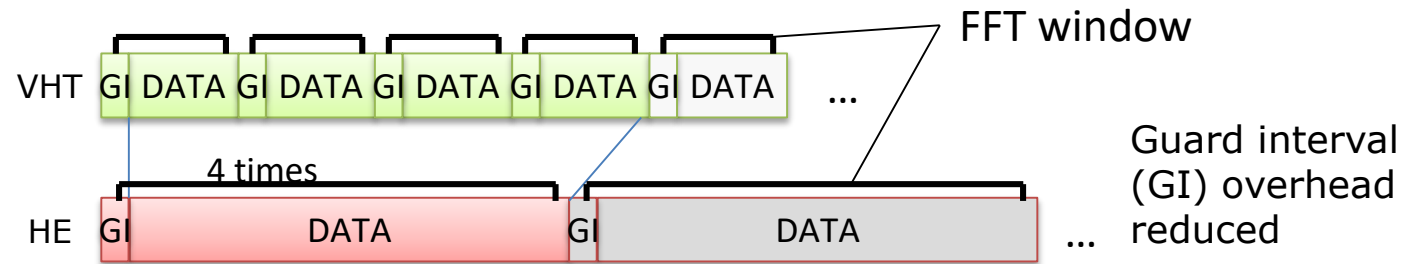 FFT window
VHT GI DATA GI DATA GI DATA GI DATA GI DATA ...
4 times
HE GI DATA GI DATA ...
Guard interval
(GI) overhead
reduced